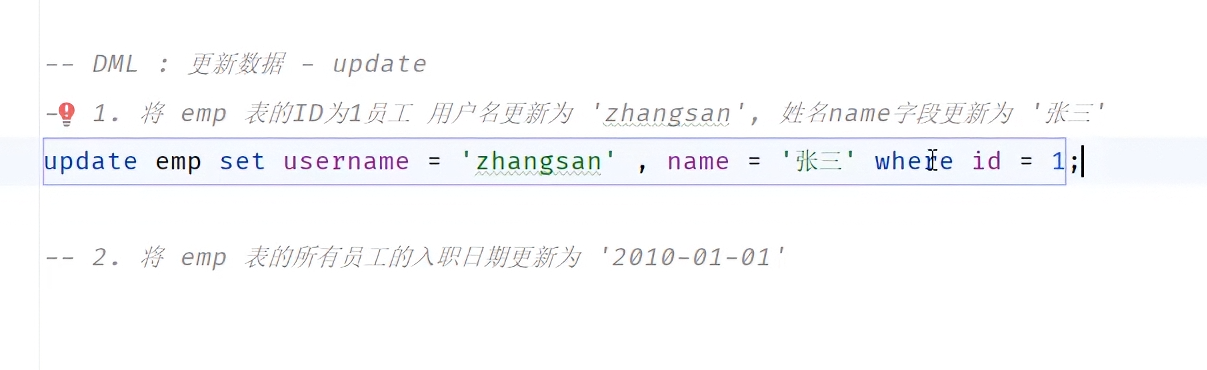 -- DML : 更新数据 - update
- 1. 将 emp 表的ID为1员工 用户名更新为 'zhangsan', 姓名name字段更新为 '张三'
update emp set username = 'zhangsan' , name = '张三' where id = 1;
-- 2. 将 emp 表的所有员工的入职日期更新为 '2010-01-01'